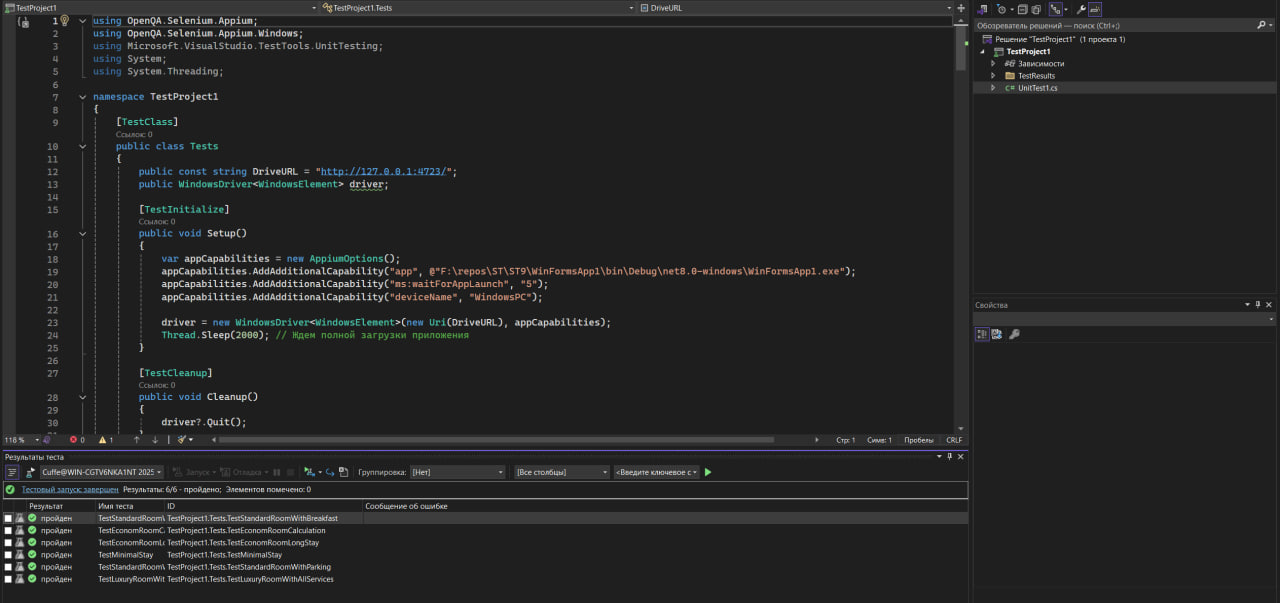 TestProject1
TestProject1.Tests
DriveURL
1 using OpenQA.Selenium.Appium;
2 using OpenQA.Selenium.Appium.Windows;
3 using Microsoft.VisualStudio.TestTools.UnitTesting;
4 using System;
5 using System.Threading;
6
7 namespace TestProject1
8 {
9 [TestClass]
Ссылок: 0
10 public class Tests
11 {
12 public const string DriveURL = "http://127.0.0.1:4723/";
13 public WindowsDriver<WindowsElement> driver;
14
15 [TestInitialize]
Ссылок: 0
16 public void Setup()
17 {
18 var appCapabilities = new AppiumOptions();
19 appCapabilities.AddAdditionalCapability("app", @"F:\repos\ST\ST9\WinFormsApp1\bin\Debug\net8.0-windows\WinFormsApp1.exe");
20 appCapabilities.AddAdditionalCapability("ms:waitForAppLaunch", "5");
21 appCapabilities.AddAdditionalCapability("deviceName", "WindowsPC");
22
23 driver = new WindowsDriver<WindowsElement>(new Uri(DriveURL), appCapabilities);
24 Thread.Sleep(2000); // Ждем полной загрузки приложения
25 }
26
27 [TestCleanup]
Ссылок: 0
28 public void Cleanup()
29 {
30 driver?.Quit();
118 % 0 1 Стр: 1 Симв: 1 Пробелы CRLF
Обозреватель решений — поиск (Ctrl+;)
Решение "TestProject1" (1 проекта 1)
TestProject1
Зависимости
TestResults
C# UnitTest1.cs
Свойства
Результаты теста
Cuffe@WIN-CGTV6NKA1NT 2025 Запуск Отладка Группировка: [Нет] [Все столбцы] <Введите ключевое с
Тестовый запуск: завершен Результаты: 6/6 - пройдено; Элементов помечено: 0
Результат Имя теста ID Сообщение об ошибке
пройден TestStandardRoomW TestProject1.Tests.TestStandardRoomWithBreakfast
пройден TestEconomRoomCa TestProject1.Tests.TestEconomRoomCalculation
пройден TestEconomRoomLo TestProject1.Tests.TestEconomRoomLongStay
пройден TestMinimalStay TestProject1.Tests.TestMinimalStay
пройден TestStandardRoomW TestProject1.Tests.TestStandardRoomWithParking
пройден TestLuxuryRoomWit TestProject1.Tests.TestLuxuryRoomWithAllServices